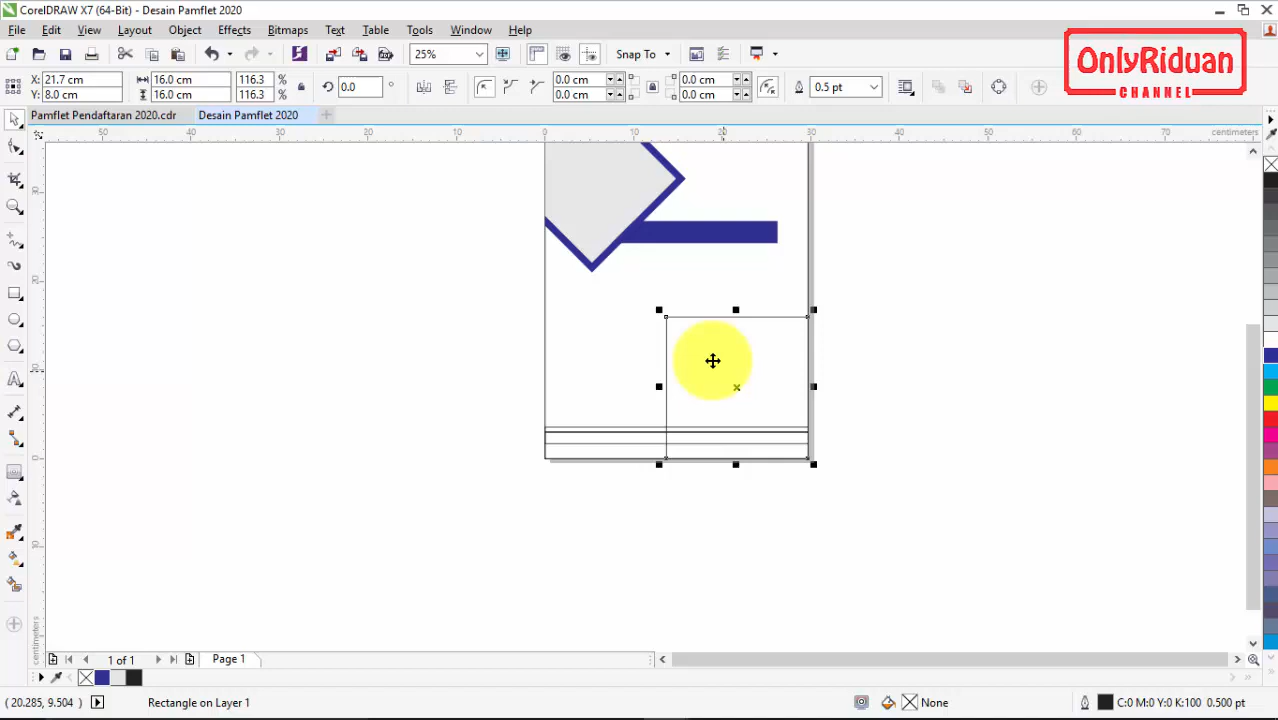 CorelDRAW X7 (64-Bit) - Desain Pamflet 2020
File Edit View Layout Object Effects Bitmaps Text Table Tools Window Help
25% Snap To
OnlyRiduan
CHANNEL
X: 21.7 cm 16.0 cm 116.3 % 0.0 ° 0.0 cm 0.0 cm 0.5 pt
Y: 8.0 cm 16.0 cm 116.3 % 0.0 cm 0.0 cm
Pamflet Pendaftaran 2020.cdr Desain Pamflet 2020
50 40 30 20 10 0 10 20 30 40 50 60 70 centimeters
centimeters
1 of 1 Page 1
(20.285, 9.504) Rectangle on Layer 1 None C:0 M:0 Y:0 K:100 0.500 pt